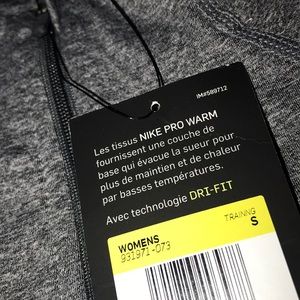 IM#589712
Les tissus NIKE PRO WARM
fournissent une couche de
base qui évacue la sueur pour
plus de maintien et de chaleur
par basses températures.
Avec technologie DRI-FIT
TRAINING
WOMENS S
931971-073